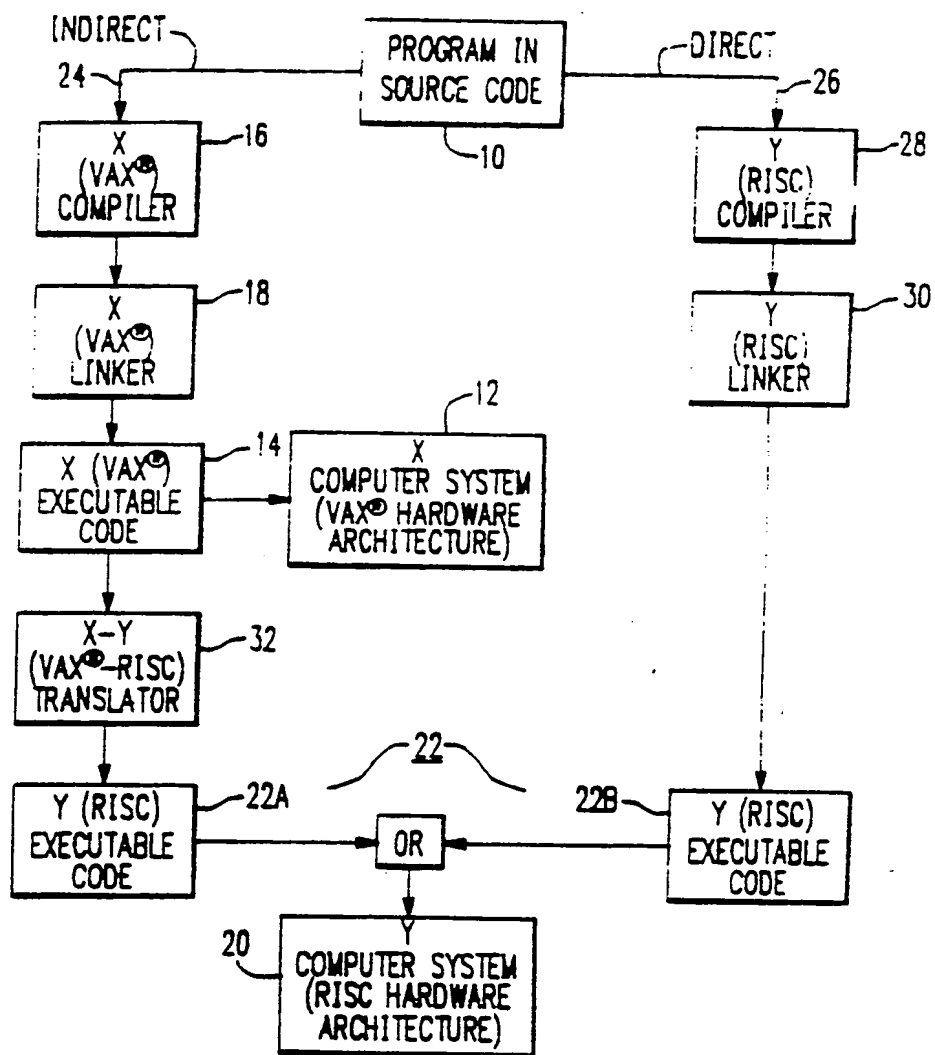 INDIRECT
PROGRAM IN
SOURCE CODE
DIRECT
24
26
10
X
(VAX®)
COMPILER
16
Y
(RISC)
COMPILER
28
X
(VAX®)
LINKER
18
Y
(RISC)
LINKER
30
X (VAX®)
EXECUTABLE
CODE
14
12
X
COMPUTER SYSTEM
(VAX® HARDWARE
ARCHITECTURE)
X-Y
(VAX®-RISC)
TRANSLATOR
32
22
Y (RISC)
EXECUTABLE
CODE
22A
OR
22B
Y (RISC)
EXECUTABLE
CODE
20
Y
COMPUTER SYSTEM
(RISC HARDWARE
ARCHITECTURE)